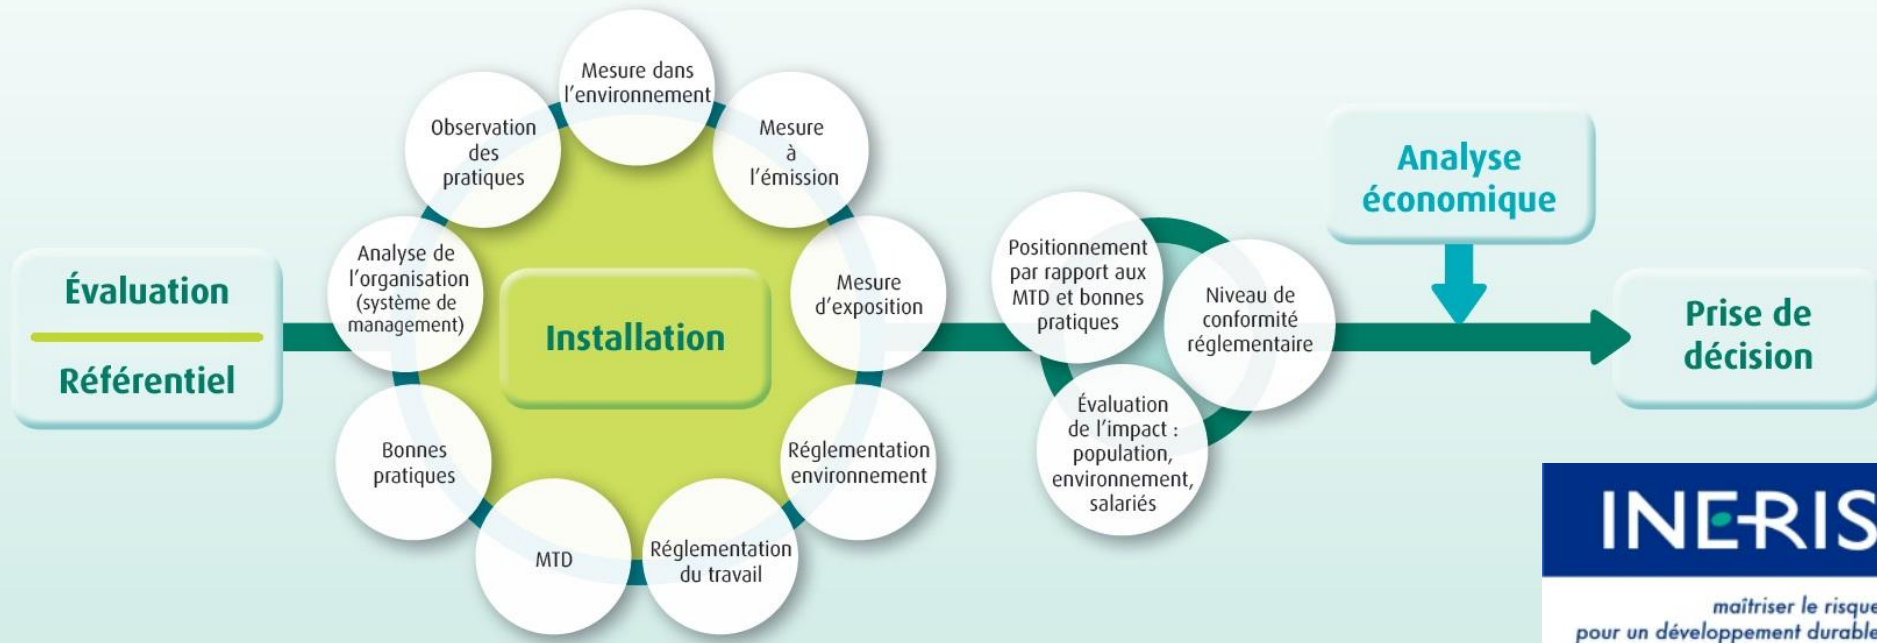 Évaluation
Référentiel
Mesure dans
l'environnement
Observation
des
pratiques
Mesure
à
l'émission
Analyse de
l'organisation
(système de
management)
Installation
Mesure
d'exposition
Bonnes
pratiques
MTD
Réglementation
du travail
Réglementation
environnement
Positionnement
par rapport aux
MTD et bonnes
pratiques
Niveau de
conformité
réglementaire
Évaluation
de l'impact :
population,
environnement,
salariés
Analyse
économique
Prise de
décision
INERIS
maîtriser le risque
pour un développement durable